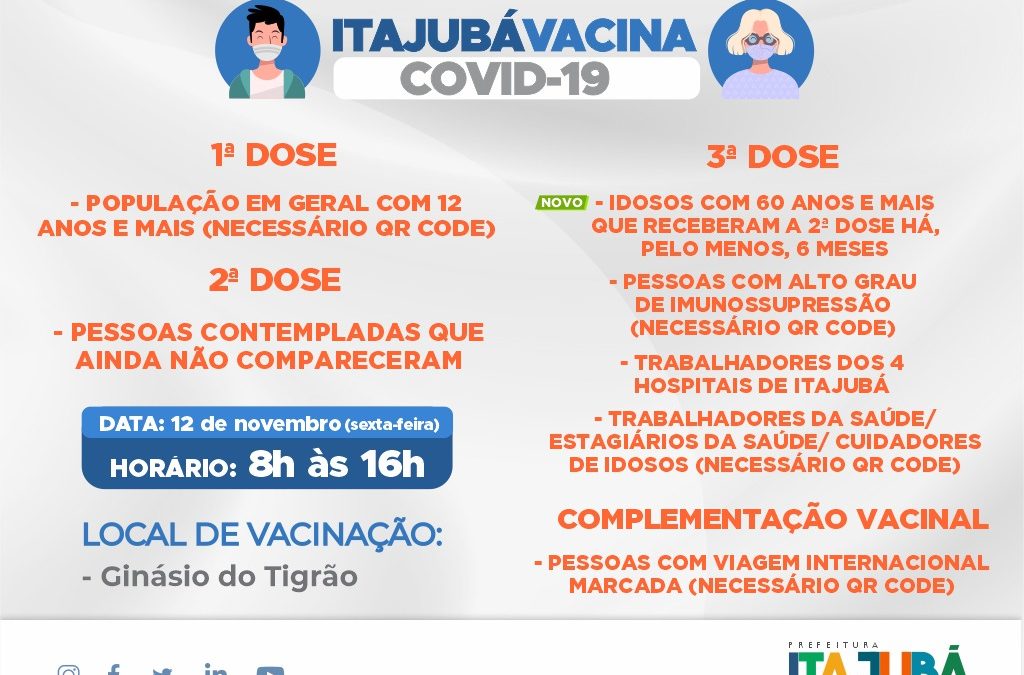 ITAJUBÁVACINA
COVID-19
1ª DOSE
- POPULAÇÃO EM GERAL COM 12
ANOS E MAIS (NECESSÁRIO QR CODE)
2ª DOSE
- PESSOAS CONTEMPLADAS QUE
AINDA NÃO COMPARECERAM
DATA: 12 de novembro (sexta-feira)
HORÁRIO: 8h às 16h
LOCAL DE VACINAÇÃO:
- Ginásio do Tigrão
3ª DOSE
NOVO - IDOSOS COM 60 ANOS E MAIS
QUE RECEBERAM A 2ª DOSE HÁ,
PELO MENOS, 6 MESES
- PESSOAS COM ALTO GRAU
DE IMUNOSSUPRESSÃO
(NECESSÁRIO QR CODE)
- TRABALHADORES DOS 4
HOSPITAIS DE ITAJUBÁ
- TRABALHADORES DA SAÚDE/
ESTAGIÁRIOS DA SAÚDE/ CUIDADORES
DE IDOSOS (NECESSÁRIO QR CODE)
COMPLEMENTAÇÃO VACINAL
- PESSOAS COM VIAGEM INTERNACIONAL
MARCADA (NECESSÁRIO QR CODE)
PREFEITURA
ITAJUBÁ